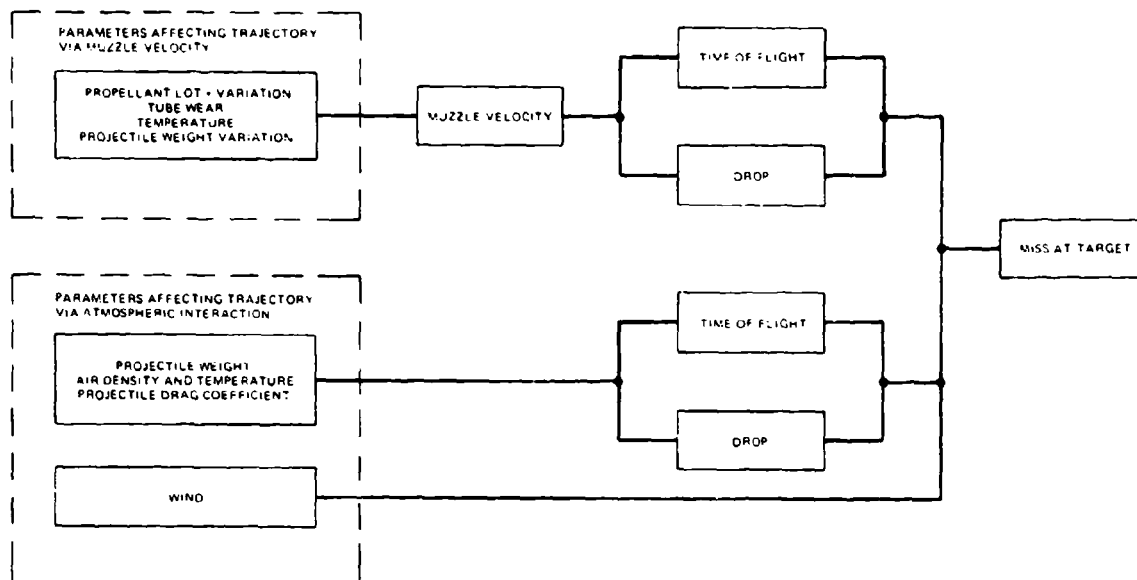 PARAMETERS AFFECTING TRAJECTORY
VIA MUZZLE VELOCITY
PROPELLANT LOT + VARIATION
TUBE WEAR
TEMPERATURE
PROJECTILE WEIGHT VARIATION
MUZZLE VELOCITY
TIME OF FLIGHT
DROP
MISS AT TARGET
PARAMETERS AFFECTING TRAJECTORY
VIA ATMOSPHERIC INTERACTION
PROJECTILE WEIGHT
AIR DENSITY AND TEMPERATURE
PROJECTILE DRAG COEFFICIENT
TIME OF FLIGHT
DROP
WIND